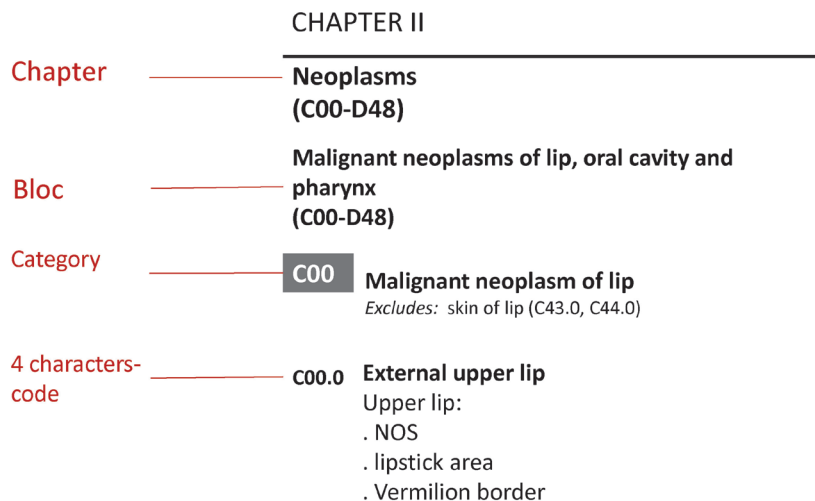 CHAPTER II
Chapter
Neoplasms
(C00-D48)
Bloc
Malignant neoplasms of lip, oral cavity and
pharynx
(C00-D48)
Category
C00
Malignant neoplasm of lip
Excludes: skin of lip (C43.0, C44.0)
4 characters-
code
C00.0
External upper lip
Upper lip:
. NOS
. lipstick area
. Vermilion border